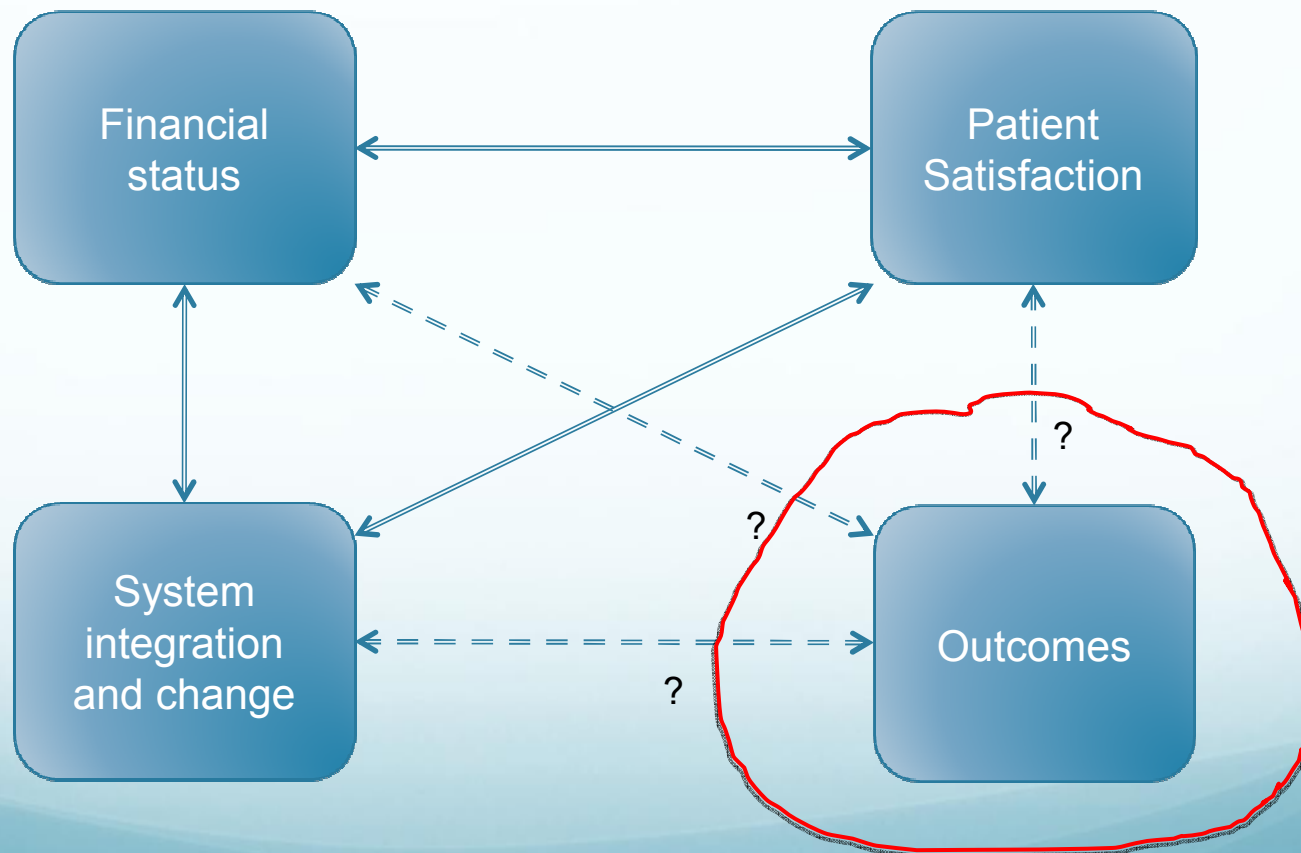 Financial
status
Patient
Satisfaction
?
?
System
integration
and change
?
Outcomes